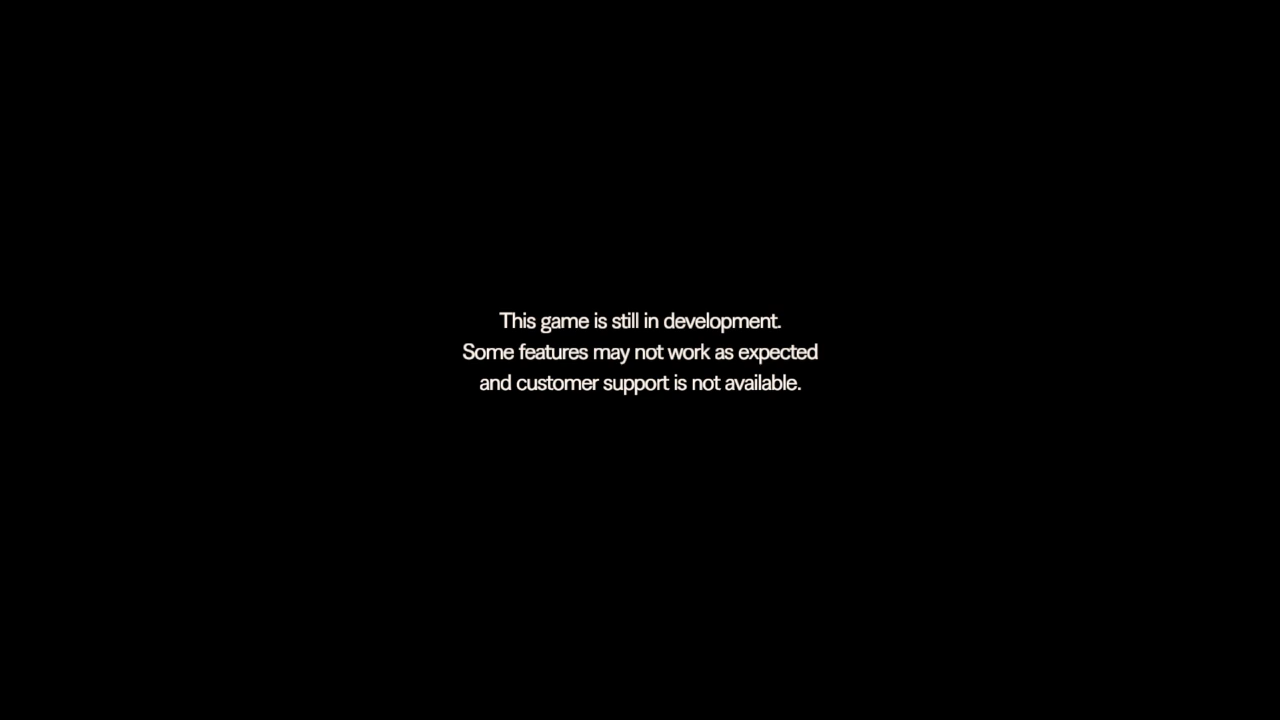 This game is still in development.
Some features may not work as expected
and customer support is not available.